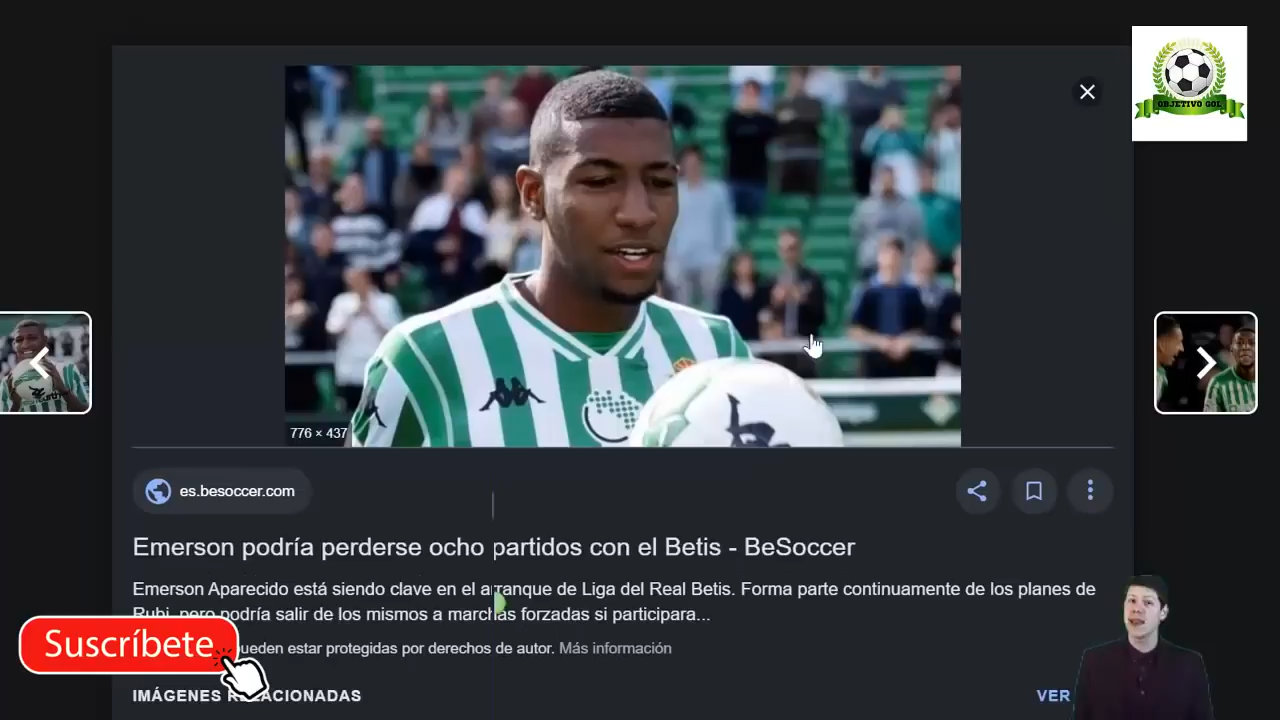 OBJETIVO GOL
776 × 437
es.besoccer.com
Emerson podría perderse ocho partidos con el Betis - BeSoccer
Emerson Aparecido está siendo clave en el arranque de Liga del Real Betis. Forma parte continuamente de los planes de
Rubi, pero podría salir de los mismos a marchas forzadas si participara...
Suscríbete
pueden estar protegidas por derechos de autor. Más información
IMÁGENES RELACIONADAS
VER